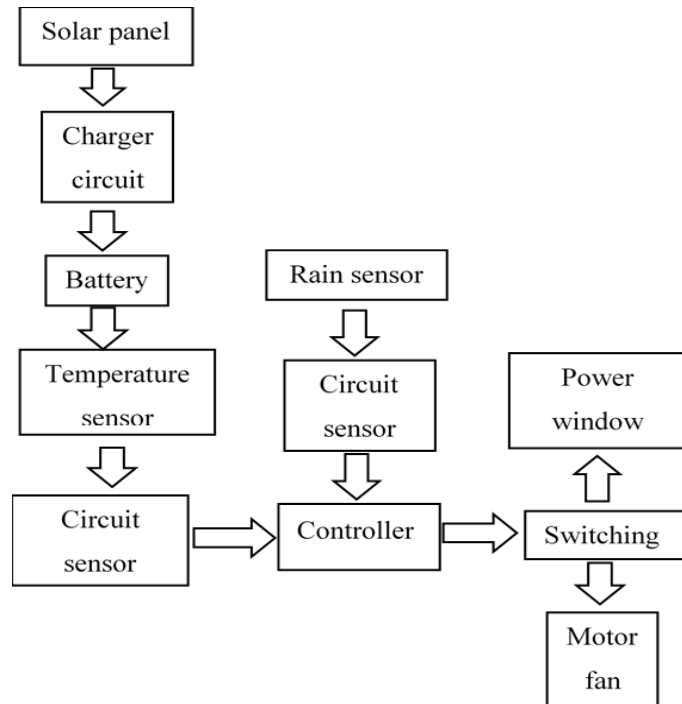 Solar panel
Charger
circuit
Battery
Temperature
sensor
Circuit
sensor
Rain sensor
Circuit
sensor
Controller
Power
window
Switching
Motor
fan